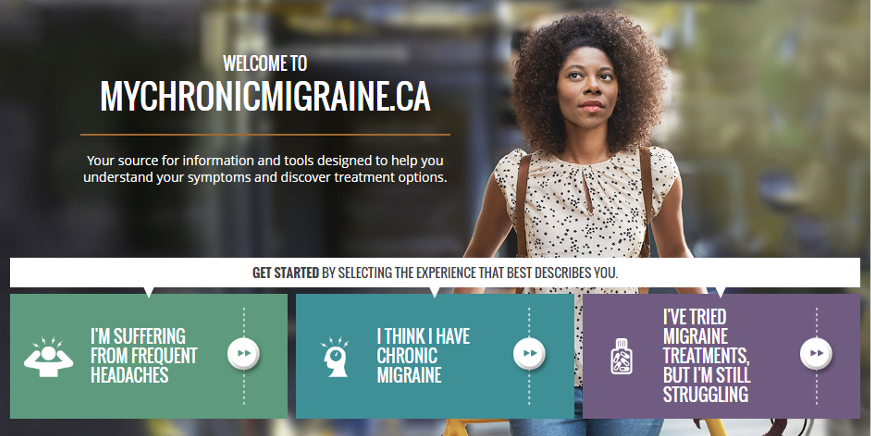 WELCOME TO
MYCHRONICMIGRAINE.CA
Your source for information and tools designed to help you
understand your symptoms and discover treatment options.
GET STARTED BY SELECTING THE EXPERIENCE THAT BEST DESCRIBES YOU.
I'M SUFFERING
FROM FREQUENT
HEADACHES
I THINK I HAVE
CHRONIC
MIGRAINE
I'VE TRIED
MIGRAINE
TREATMENTS,
BUT I'M STILL
STRUGGLING